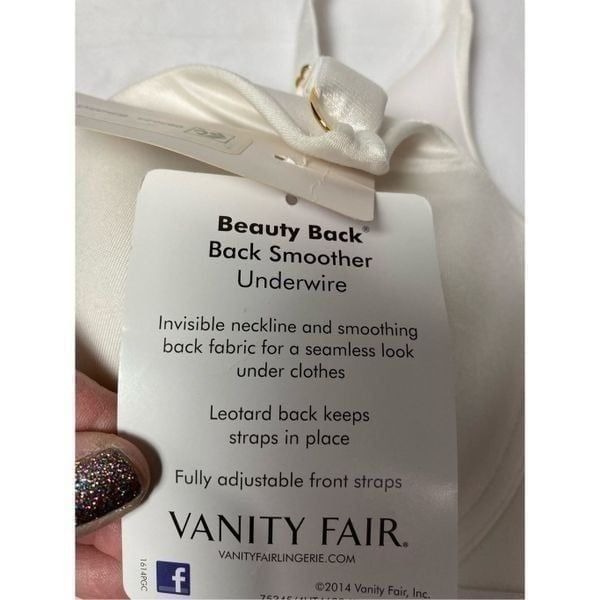 Beauty Back®
Back Smoother
Underwire
Invisible neckline and smoothing
back fabric for a seamless look
under clothes
Leotard back keeps
straps in place
Fully adjustable front straps
VANITY FAIR®
VANITYFAIRLINGERIE.COM
1614PGC
f
©2014 Vanity Fair, Inc.